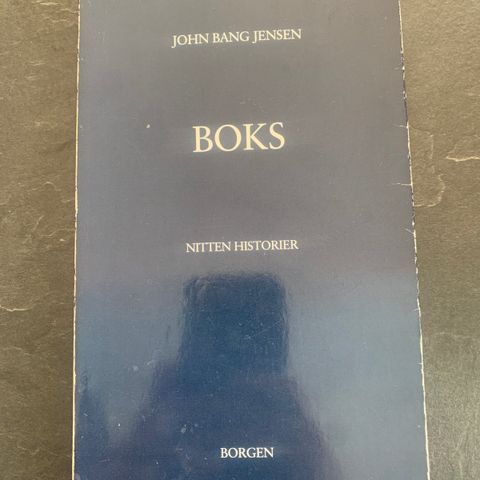 JOHN BANG JENSEN
BOKS
NITTEN HISTORIER
BORGEN